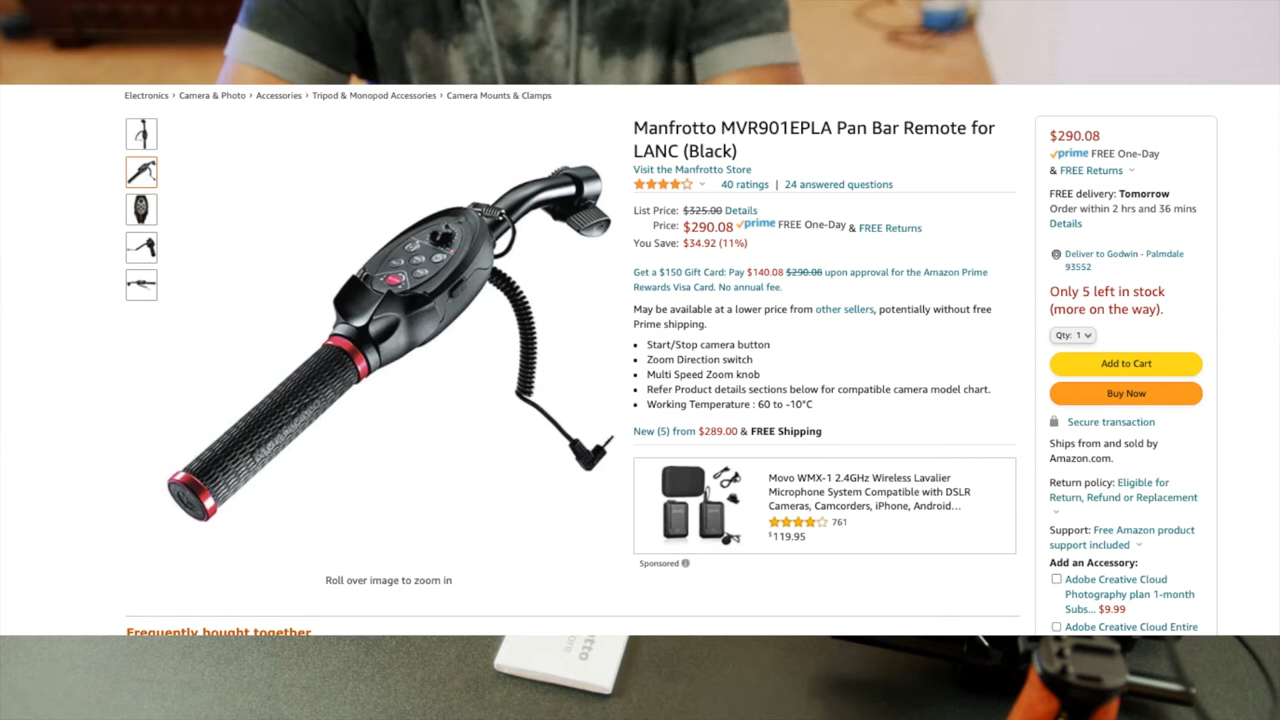 Electronics › Camera & Photo › Accessories › Tripod & Monopod Accessories › Camera Mounts & Clamps
Manfrotto MVR901EPLA Pan Bar Remote for
LANC (Black)
Visit the Manfrotto Store
40 ratings | 24 answered questions
List Price: $325.00 Details
Price: $290.08 prime FREE One-Day & FREE Returns
You Save: $34.92 (11%)
Get a $150 Gift Card: Pay $140.08 $290.08 upon approval for the Amazon Prime
Rewards Visa Card. No annual fee.
May be available at a lower price from other sellers, potentially without free
Prime shipping.
• Start/Stop camera button
• Zoom Direction switch
• Multi Speed Zoom knob
• Refer Product details sections below for compatible camera model chart.
• Working Temperature : 60 to -10°C
New (5) from $289.00 & FREE Shipping
Movo WMX-1 2.4GHz Wireless Lavalier
Microphone System Compatible with DSLR
Cameras, Camcorders, iPhone, Android…
761
$119.95
Sponsored
Roll over image to zoom in
Frequently bought together
$290.08
prime FREE One-Day
& FREE Returns
FREE delivery: Tomorrow
Order within 2 hrs and 36 mins
Details
Deliver to Godwin - Palmdale
93552
Only 5 left in stock
(more on the way).
Qty: 1
Add to Cart
Buy Now
Secure transaction
Ships from and sold by
Amazon.com.
Return policy: Eligible for
Return, Refund or Replacement
Support: Free Amazon product
support included
Add an Accessory:
Adobe Creative Cloud
Photography plan 1-month
Subs... $9.99
Adobe Creative Cloud Entire